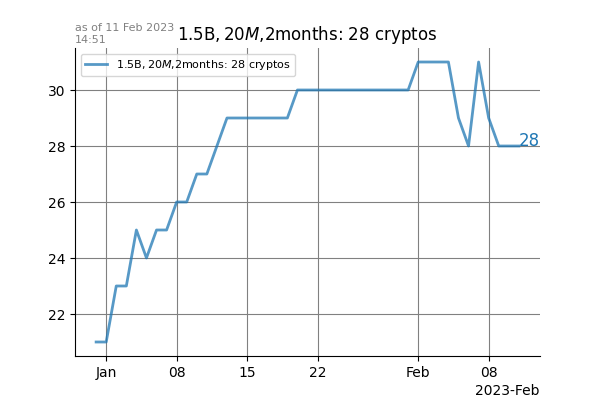 as of 11 Feb 2023
14:51
1.5B, 20M,2months: 28 cryptos
1.5B, 20M,2months: 28 cryptos
30
28
28
26
24
22
Jan
08
15
22
Feb
08
2023-Feb